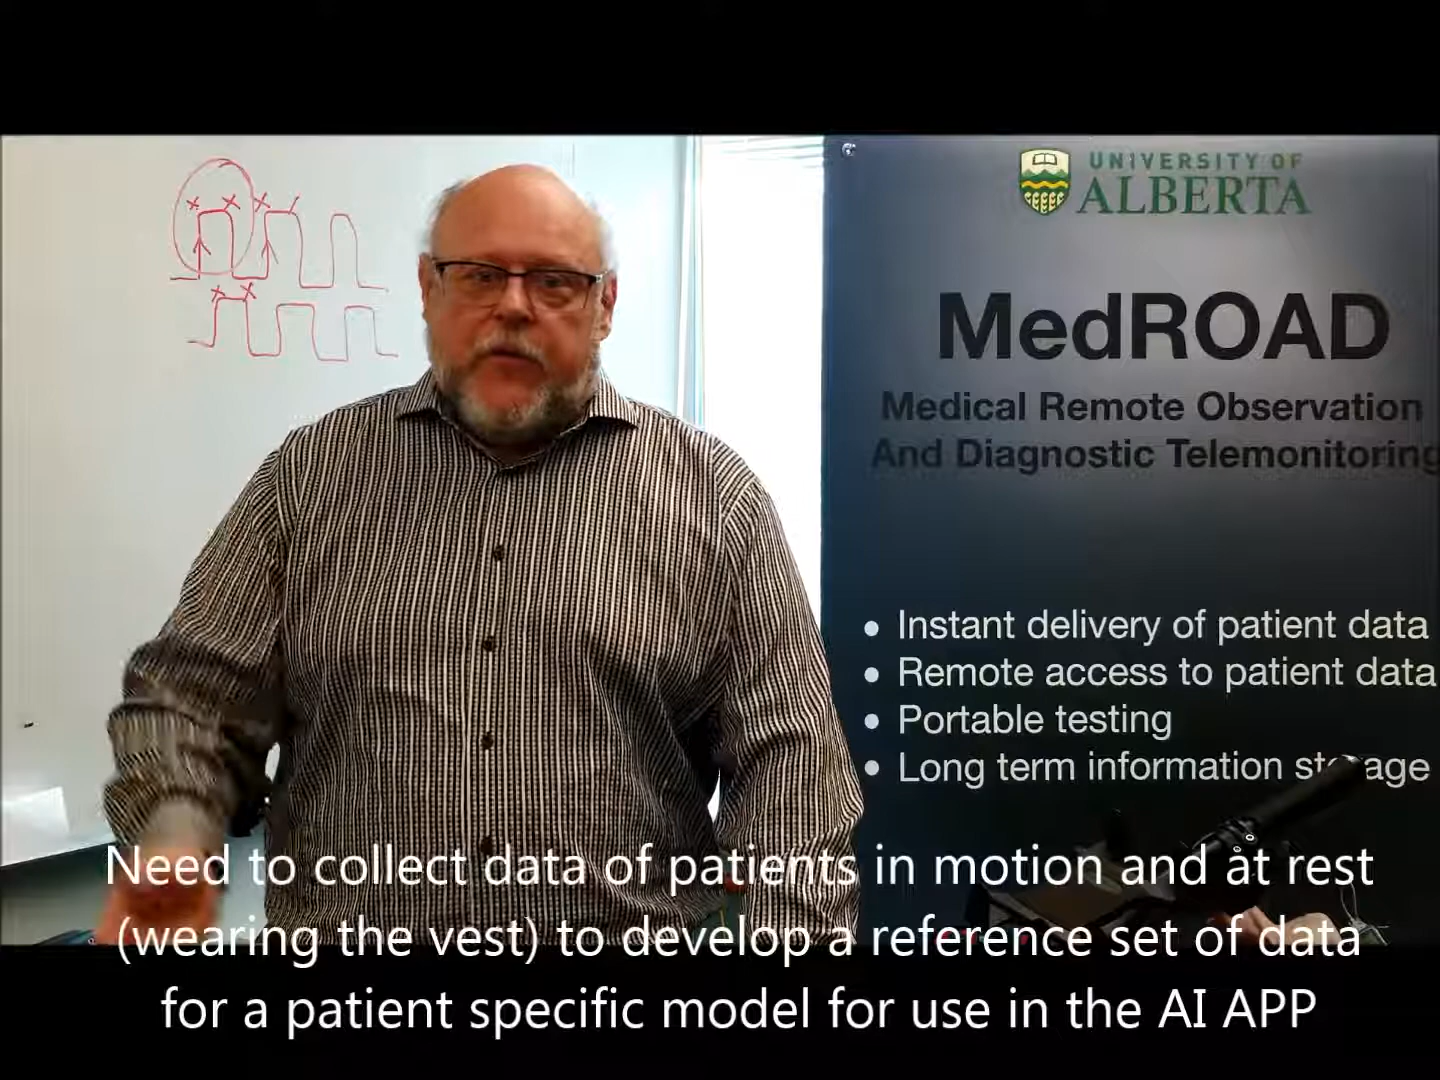 UNIVERSITY OF
ALBERTA
MedROAD
Medical Remote Observation
And Diagnostic Telemonitoring
• Instant delivery of patient data
• Remote access to patient data
• Portable testing
• Long term information storage
Need to collect data of patients in motion and at rest
(wearing the vest) to develop a reference set of data
for a patient specific model for use in the AI APP